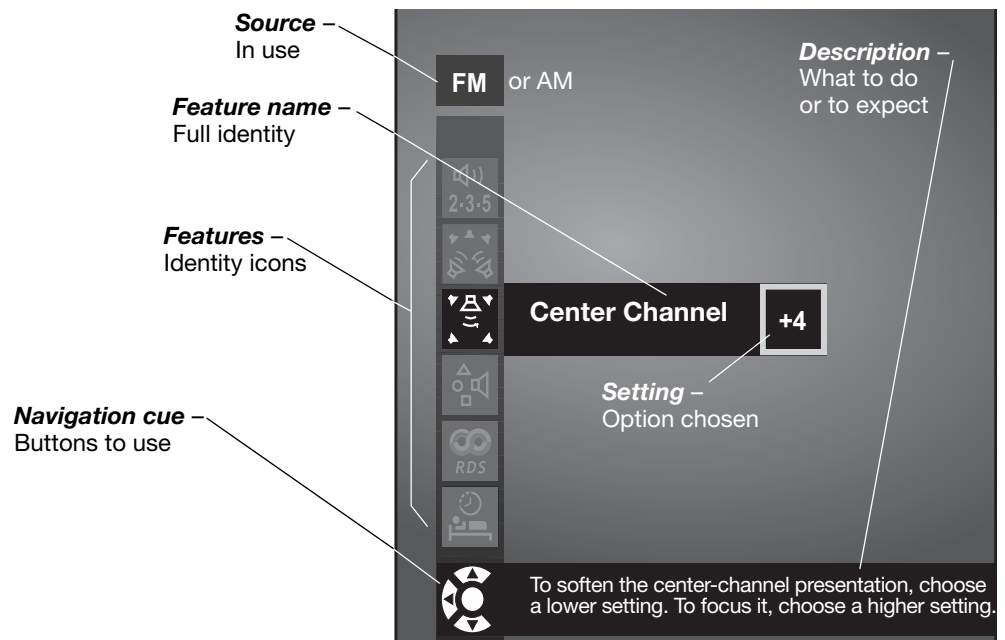 Source –
In use
FM or AM
Description –
What to do
or to expect
Feature name –
Full identity
2·3·5
Features –
Identity icons
Center Channel
+4
Setting –
Option chosen
Navigation cue –
Buttons to use
RDS
To soften the center-channel presentation, choose
a lower setting. To focus it, choose a higher setting.